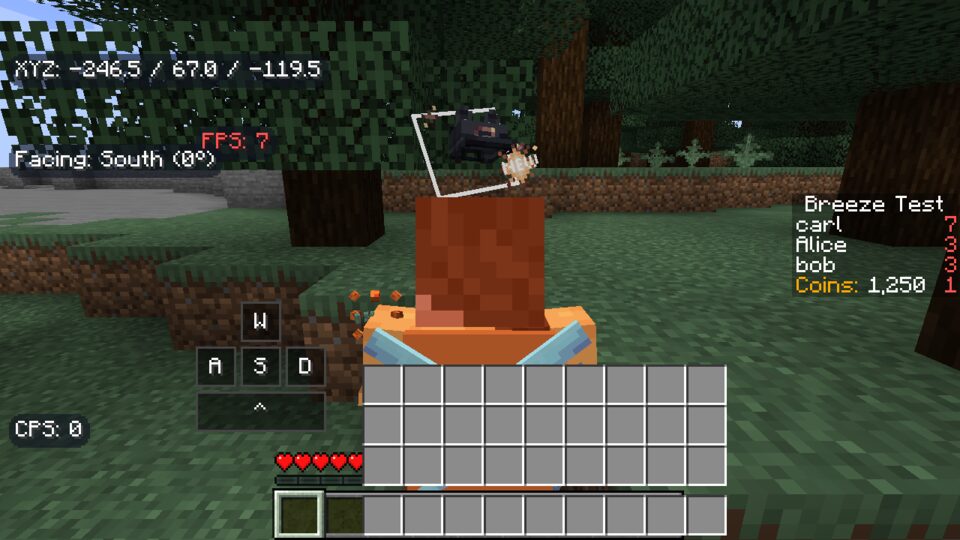 XYZ: -246.5 / 67.0 / -119.5
FPS: 7
Facing: South (0º)
Breeze Test
carl 7
Alice 3
bob 3
Coins: 1,250 1
W
A S D
^
CPS: 0